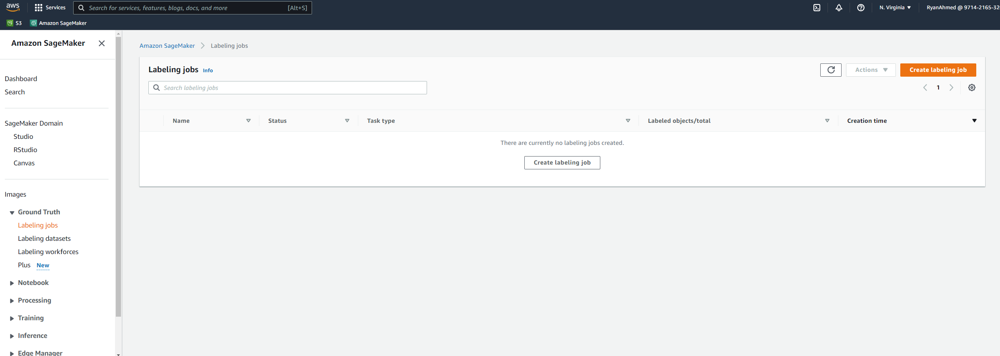 aws
Services
Search for services, features, blogs, docs, and more [Alt+S]
N. Virginia
RyanAhmed @ 9714-2165-32
S3
Amazon SageMaker
Amazon SageMaker
Dashboard
Search
SageMaker Domain
Studio
RStudio
Canvas
Images
Ground Truth
Labeling jobs
Labeling datasets
Labeling workforces
Plus New
Notebook
Processing
Training
Inference
Edge Manager
Amazon SageMaker > Labeling jobs
Labeling jobs Info
Actions
Create labeling job
Search labeling jobs
1
Name Status Task type Labeled objects/total Creation time
There are currently no labeling jobs created.
Create labeling job